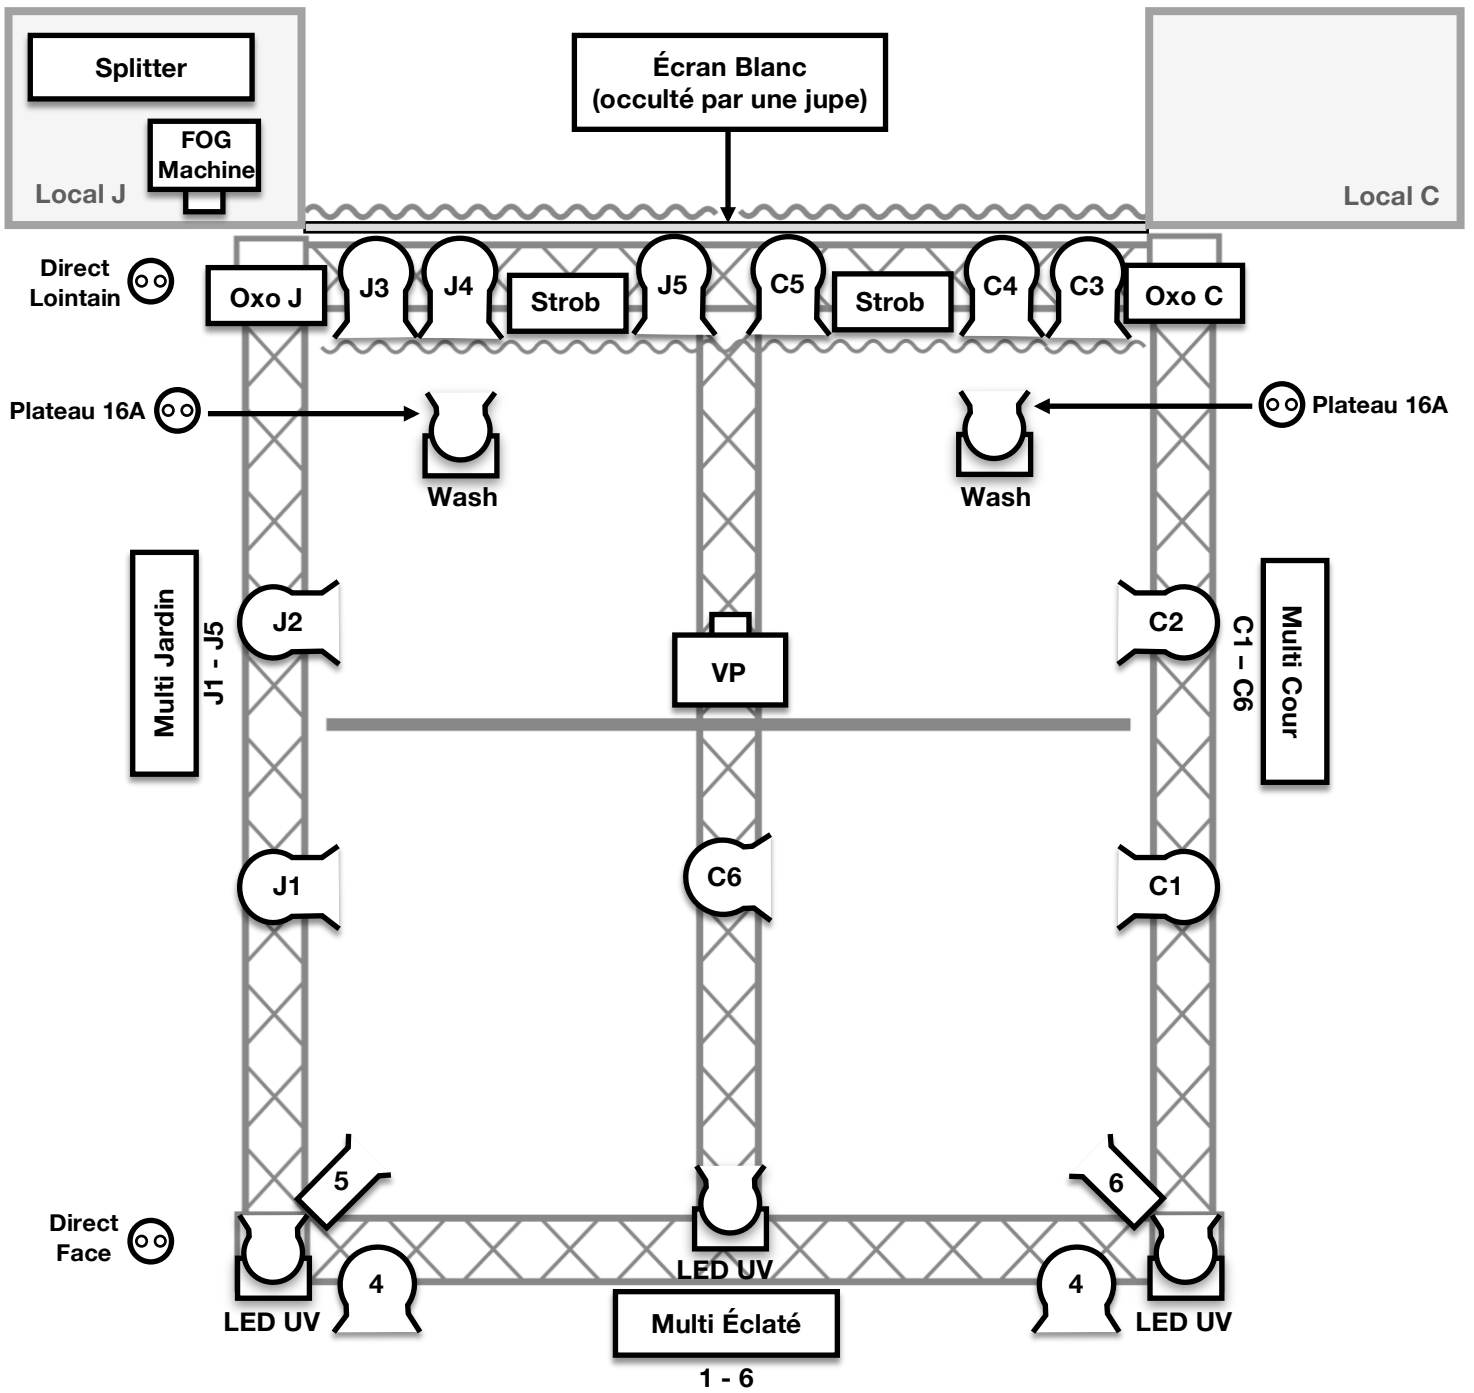 Splitter
FOG
Machine
Local J
Écran Blanc
(occulté par une jupe)
Local C
Direct
Lointain
Oxo J
J3
J4
Strob
J5
C5
Strob
C4
C3
Oxo C
Plateau 16A
Wash
Wash
Plateau 16A
Multi Jardin
J1 - J5
J2
VP
C2
C1 – C6
Multi Cour
J1
C6
C1
5
6
Direct
Face
LED UV
4
LED UV
4
LED UV
Multi Éclaté
1 - 6